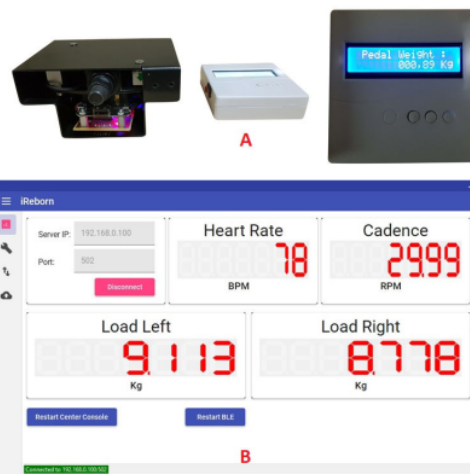 Pedal Weight :
000.89 Kg
A
iReborn
Server IP: 192.168.0.100
Heart Rate
Cadence
Port: 502
78
29.99
Disconnect
BPM
RPM
Load Left
Load Right
9.113
8.778
Kg
Kg
Restart Center Console
Restart BLE
B
Connected to: 192.168.0.100:502